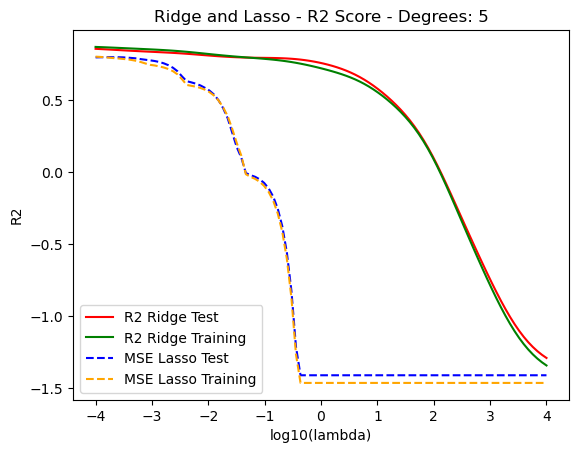 Ridge and Lasso - R2 Score - Degrees: 5
R2
0.5
0.0
−0.5
−1.0
−1.5
R2 Ridge Test
R2 Ridge Training
MSE Lasso Test
MSE Lasso Training
−4 −3 −2 −1 0 1 2 3 4
log10(lambda)